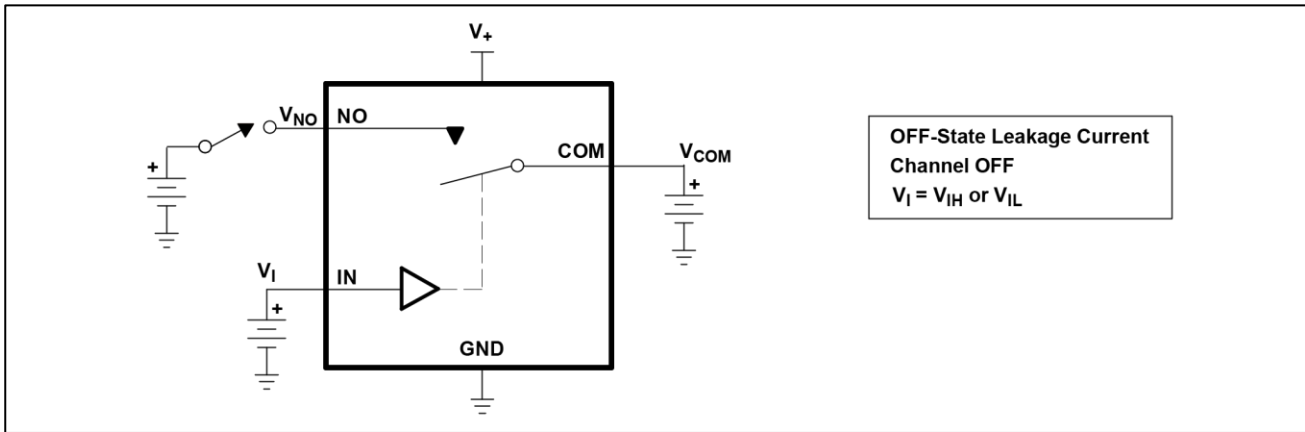 V+
VNO
NO
COM
VCOM
+
+
VI
IN
+
GND
OFF-State Leakage Current
Channel OFF
VI = VIH or VIL